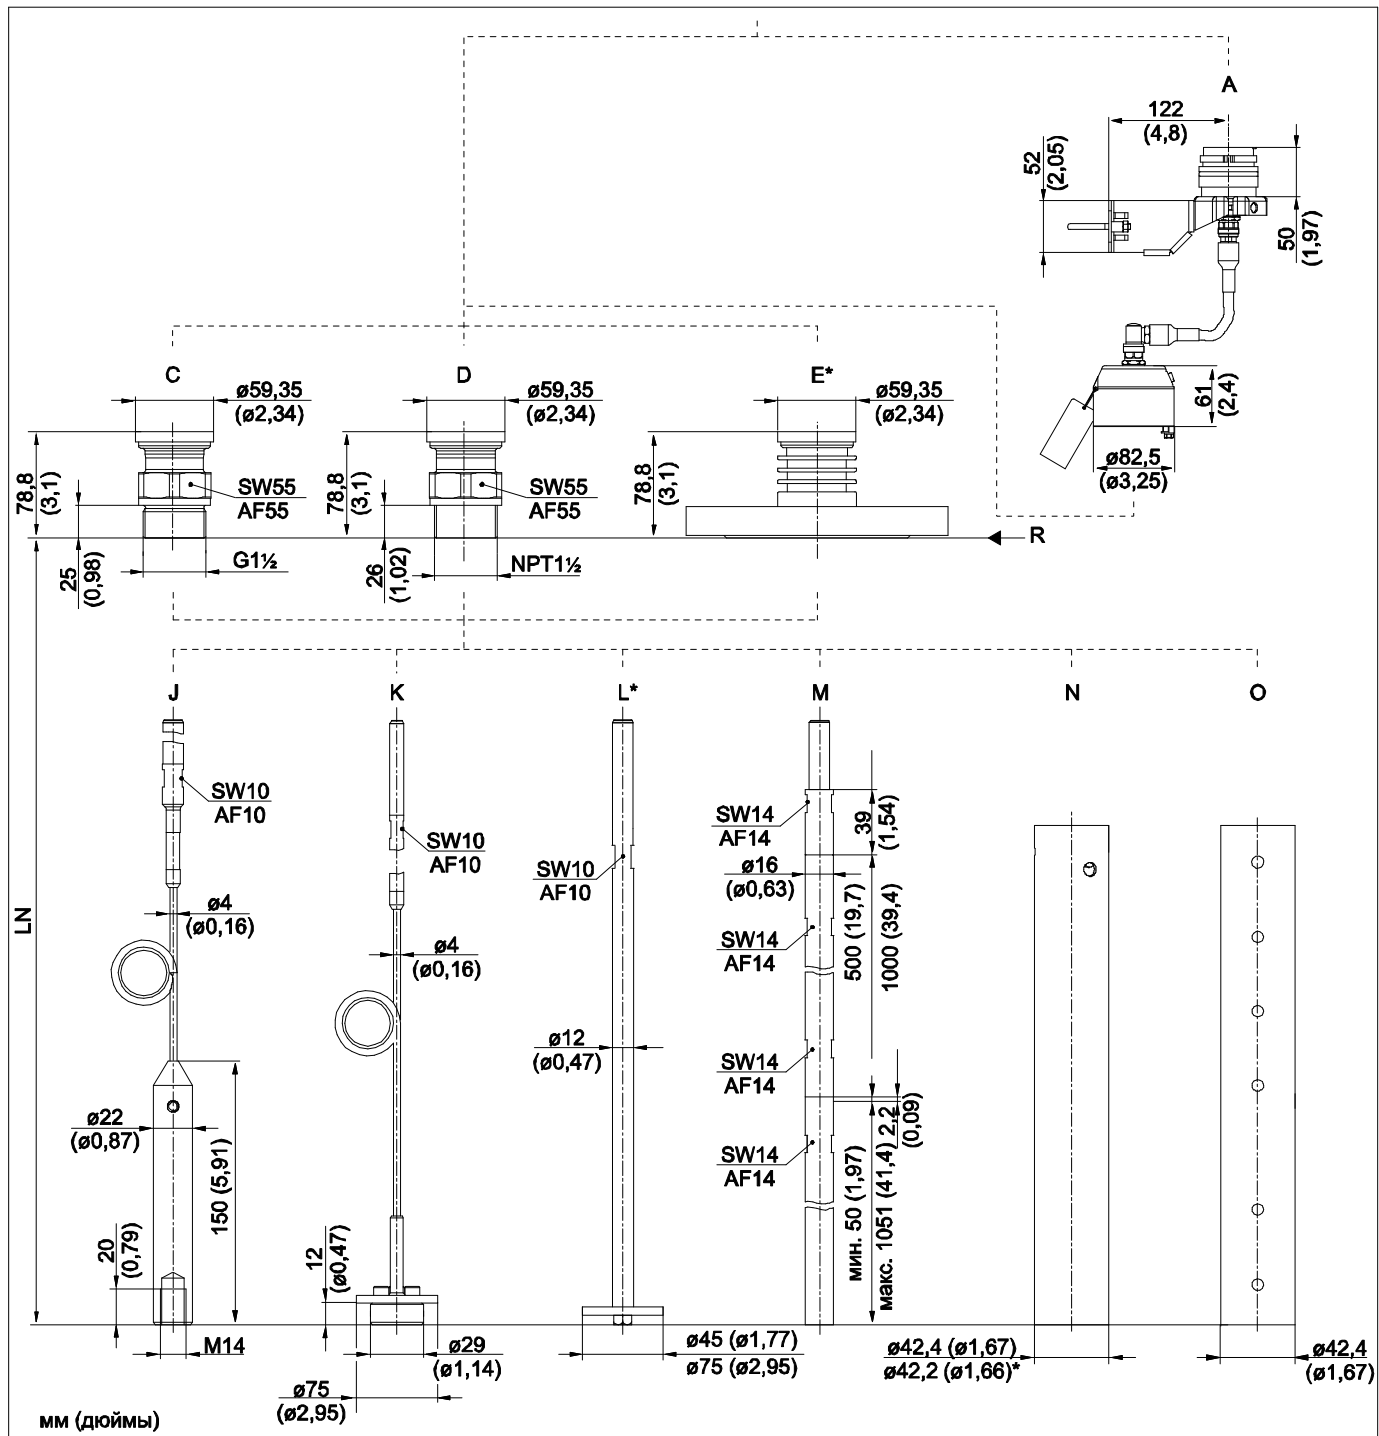 A
122
(4,8)
52
(2,05)
50
(1,97)
61
(2,4)
ø82,5
(ø3,25)
C
ø59,35
(ø2,34)
78,8
(3,1)
SW55
AF55
25
(0,98)
G1½
D
ø59,35
(ø2,34)
78,8
(3,1)
SW55
AF55
26
(1,02)
NPT1½
E*
ø59,35
(ø2,34)
78,8
(3,1)
R
LN
J
SW10
AF10
ø4
(ø0,16)
ø22
(ø0,87)
150 (5,91)
20
(0,79)
M14
K
SW10
AF10
ø4
(ø0,16)
12
(ø0,47)
ø29
(ø1,14)
ø75
(ø2,95)
L*
SW10
AF10
ø12
(ø0,47)
ø45 (ø1,77)
ø75 (ø2,95)
M
SW14
AF14
39
(1,54)
ø16
(ø0,63)
500 (19,7)
1000 (39,4)
SW14
AF14
SW14
AF14
2,2
(0,09)
SW14
AF14
мин. 50 (1,97)
макс. 1051 (41,4)
N
ø42,4 (ø1,67)
ø42,2 (ø1,66)*
O
ø42,4
(ø1,67)
мм (дюймы)